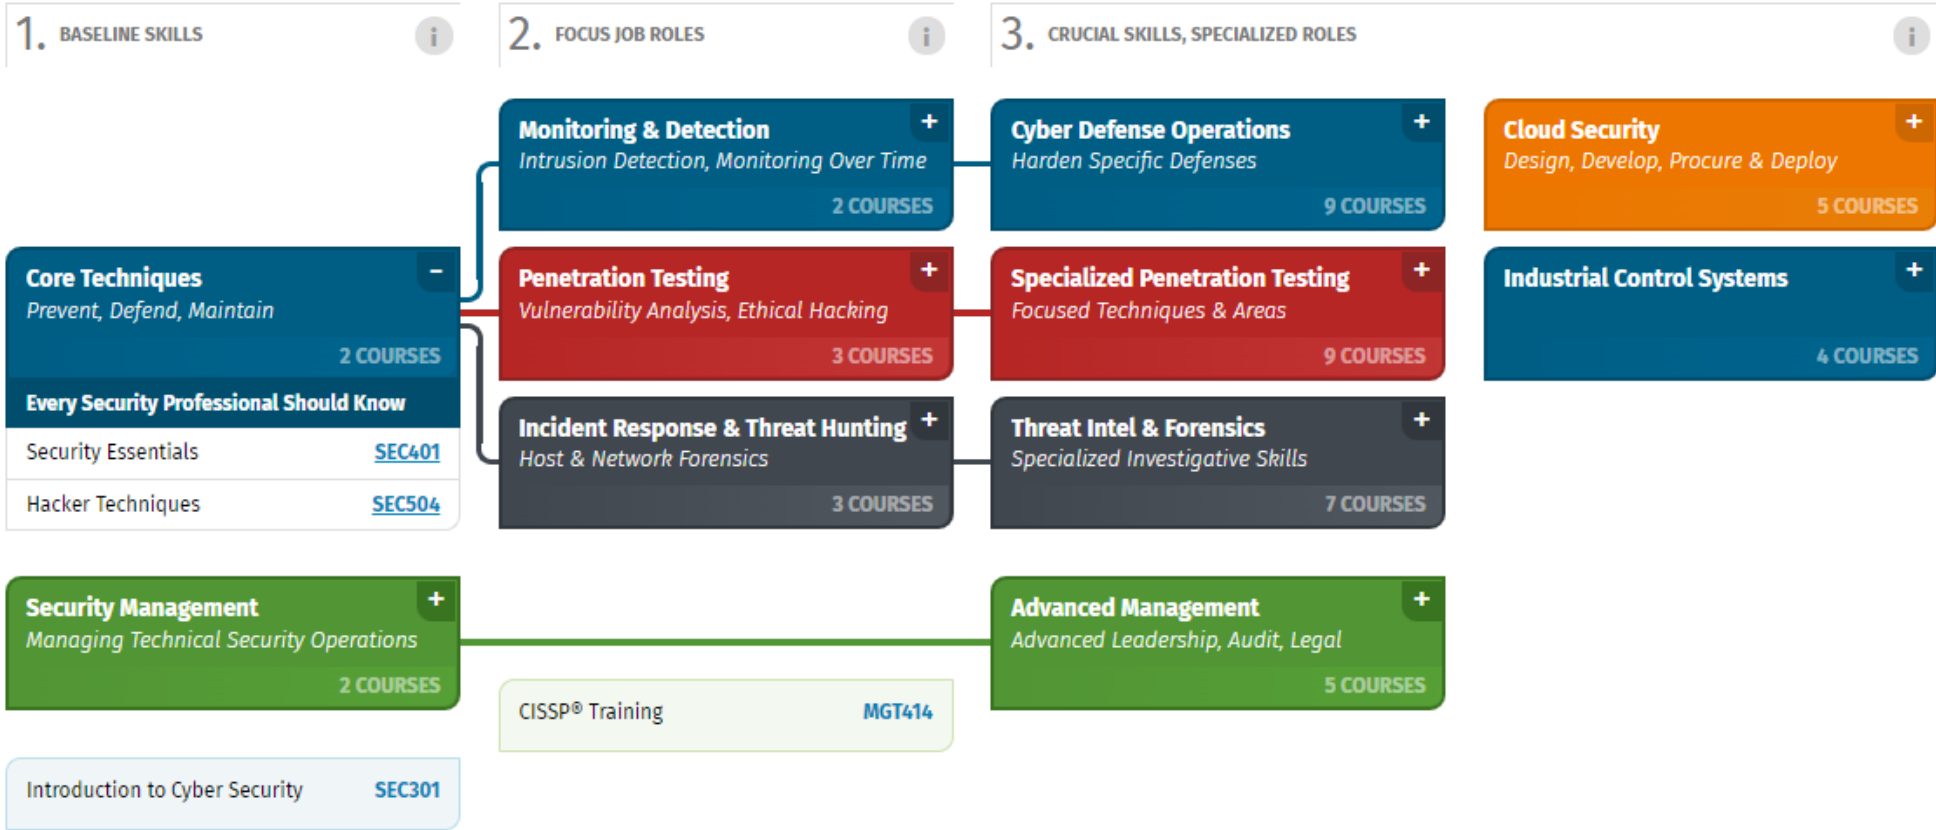 1. BASELINE SKILLS
i
2. FOCUS JOB ROLES
i
3. CRUCIAL SKILLS, SPECIALIZED ROLES
i
Core Techniques
−
Prevent, Defend, Maintain
2 COURSES
Every Security Professional Should Know
Security Essentials SEC401
Hacker Techniques SEC504
Security Management
+
Managing Technical Security Operations
2 COURSES
Introduction to Cyber Security SEC301
Monitoring & Detection
+
Intrusion Detection, Monitoring Over Time
2 COURSES
Penetration Testing
+
Vulnerability Analysis, Ethical Hacking
3 COURSES
Incident Response & Threat Hunting
+
Host & Network Forensics
3 COURSES
CISSP® Training MGT414
Cyber Defense Operations
+
Harden Specific Defenses
9 COURSES
Specialized Penetration Testing
+
Focused Techniques & Areas
9 COURSES
Threat Intel & Forensics
+
Specialized Investigative Skills
7 COURSES
Advanced Management
+
Advanced Leadership, Audit, Legal
5 COURSES
Cloud Security
+
Design, Develop, Procure & Deploy
5 COURSES
Industrial Control Systems
+
4 COURSES